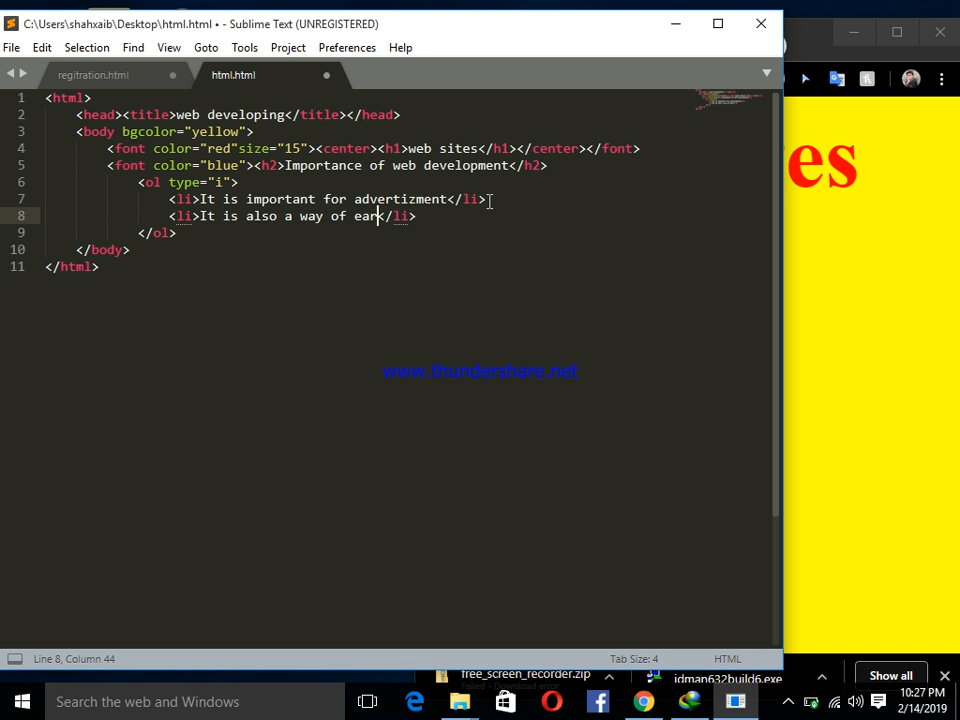 C:\Users\shahxaib\Desktop\html.html • - Sublime Text (UNREGISTERED)
File Edit Selection Find View Goto Tools Project Preferences Help
regitration.html html.html
1 <html>
2 <head><title>web developing</title></head>
3 <body bgcolor="yellow">
4 <font color="red"size="15"><center><h1>web sites</h1></center></font>
5 <font color="blue"><h2>Importance of web development</h2>
6 <ol type="i">
7 <li>It is important for advertizment</li>
8 <li>It is also a way of ear</li>
9 </ol>
10 </body>
11 </html>
es
www.thundershare.net
Line 8, Column 44 Tab Size: 4 HTML
free_screen_recorder.zip
Failed - Download error
idman632build6.exe
Show all
Search the web and Windows
10:27 PM
2/14/2019